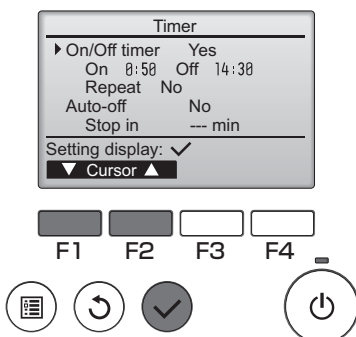 Timer
On/Off timer Yes
On 0:50 Off 14:30
Repeat No
Auto-off No
Stop in --- min
Setting display: ✓
▼ Cursor ▲
F1 F2 F3 F4